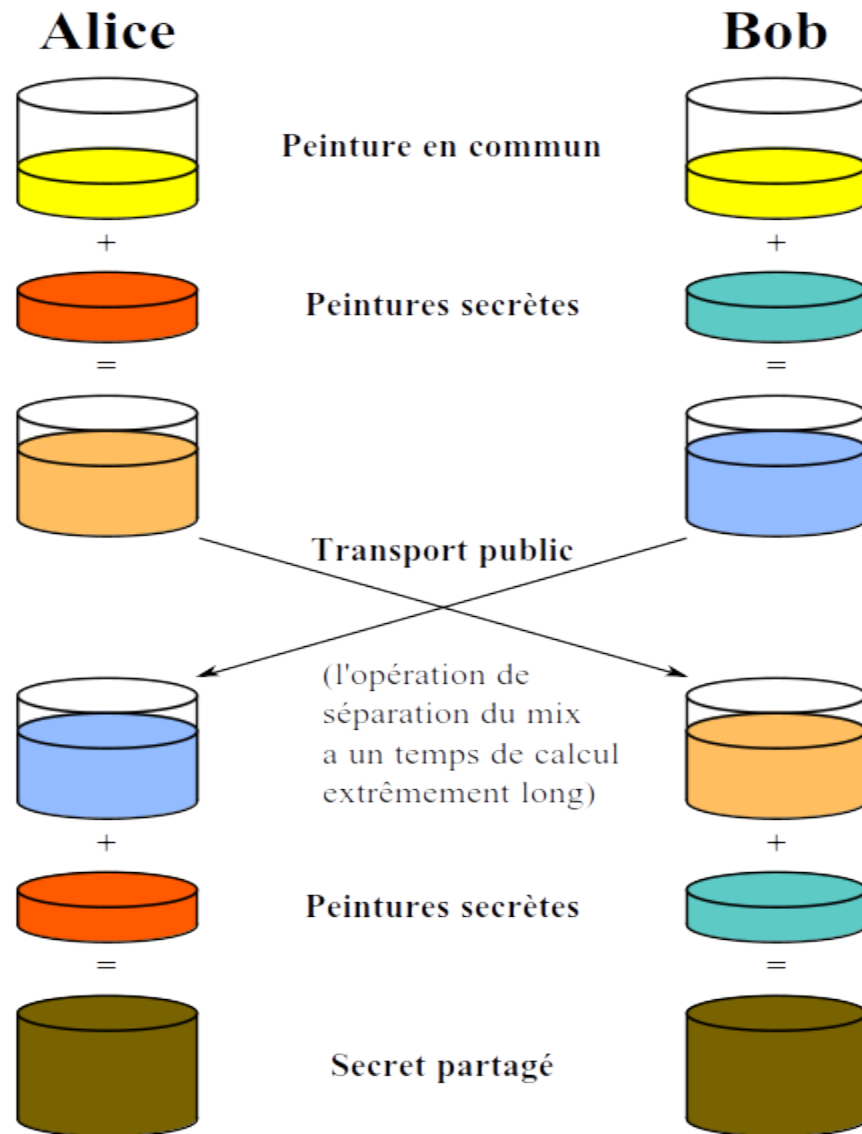 Alice Bob
Peinture en commun
+ +
Peintures secrètes
= =
Transport public
(l'opération de
séparation du mix
a un temps de calcul
extrêmement long)
+ +
Peintures secrètes
= =
Secret partagé